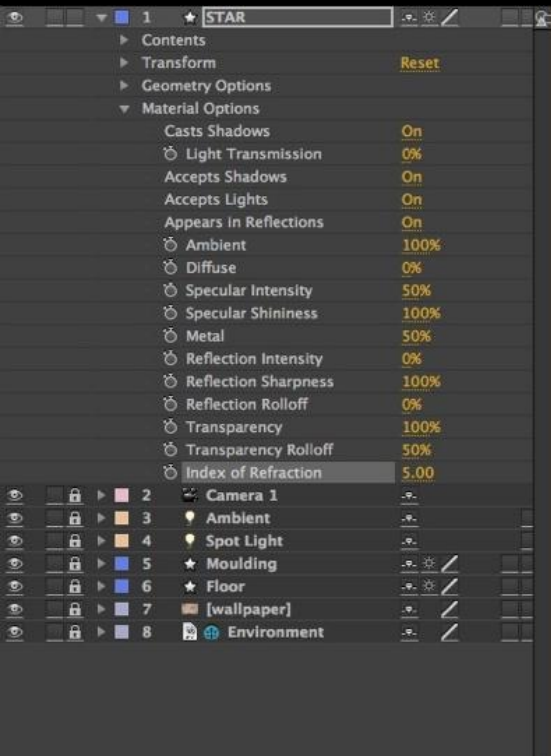 1 STAR
Contents
Transform Reset
Geometry Options
Material Options
Casts Shadows On
Light Transmission 0%
Accepts Shadows On
Accepts Lights On
Appears in Reflections On
Ambient 100%
Diffuse 0%
Specular Intensity 50%
Specular Shininess 100%
Metal 50%
Reflection Intensity 0%
Reflection Sharpness 100%
Reflection Rolloff 0%
Transparency 100%
Transparency Rolloff 50%
Index of Refraction 5.00
2 Camera 1
3 Ambient
4 Spot Light
5 Moulding
6 Floor
7 [wallpaper]
8 Environment